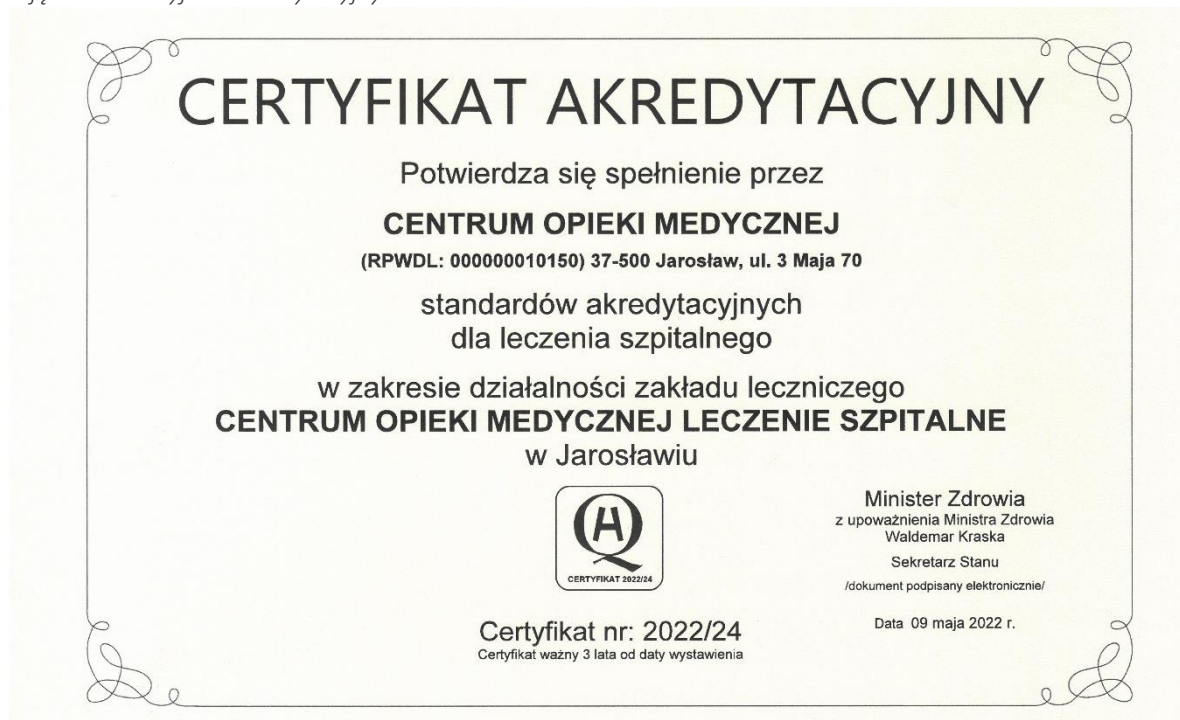 CERTYFIKAT AKREDYTACYJNY
Potwierdza się spełnienie przez
CENTRUM OPIEKI MEDYCZNEJ
(RPWDL: 000000010150) 37-500 Jarosław, ul. 3 Maja 70
standardów akredytacyjnych
dla leczenia szpitalnego
w zakresie działalności zakładu leczniczego
CENTRUM OPIEKI MEDYCZNEJ LECZENIE SZPITALNE
w Jarosławiu
H
Q
CERTYFIKAT 2022/24
Minister Zdrowia
z upoważnienia Ministra Zdrowia
Waldemar Kraska
Sekretarz Stanu
/dokument podpisany elektronicznie/
Data 09 maja 2022 r.
Certyfikat nr: 2022/24
Certyfikat ważny 3 lata od daty wystawienia